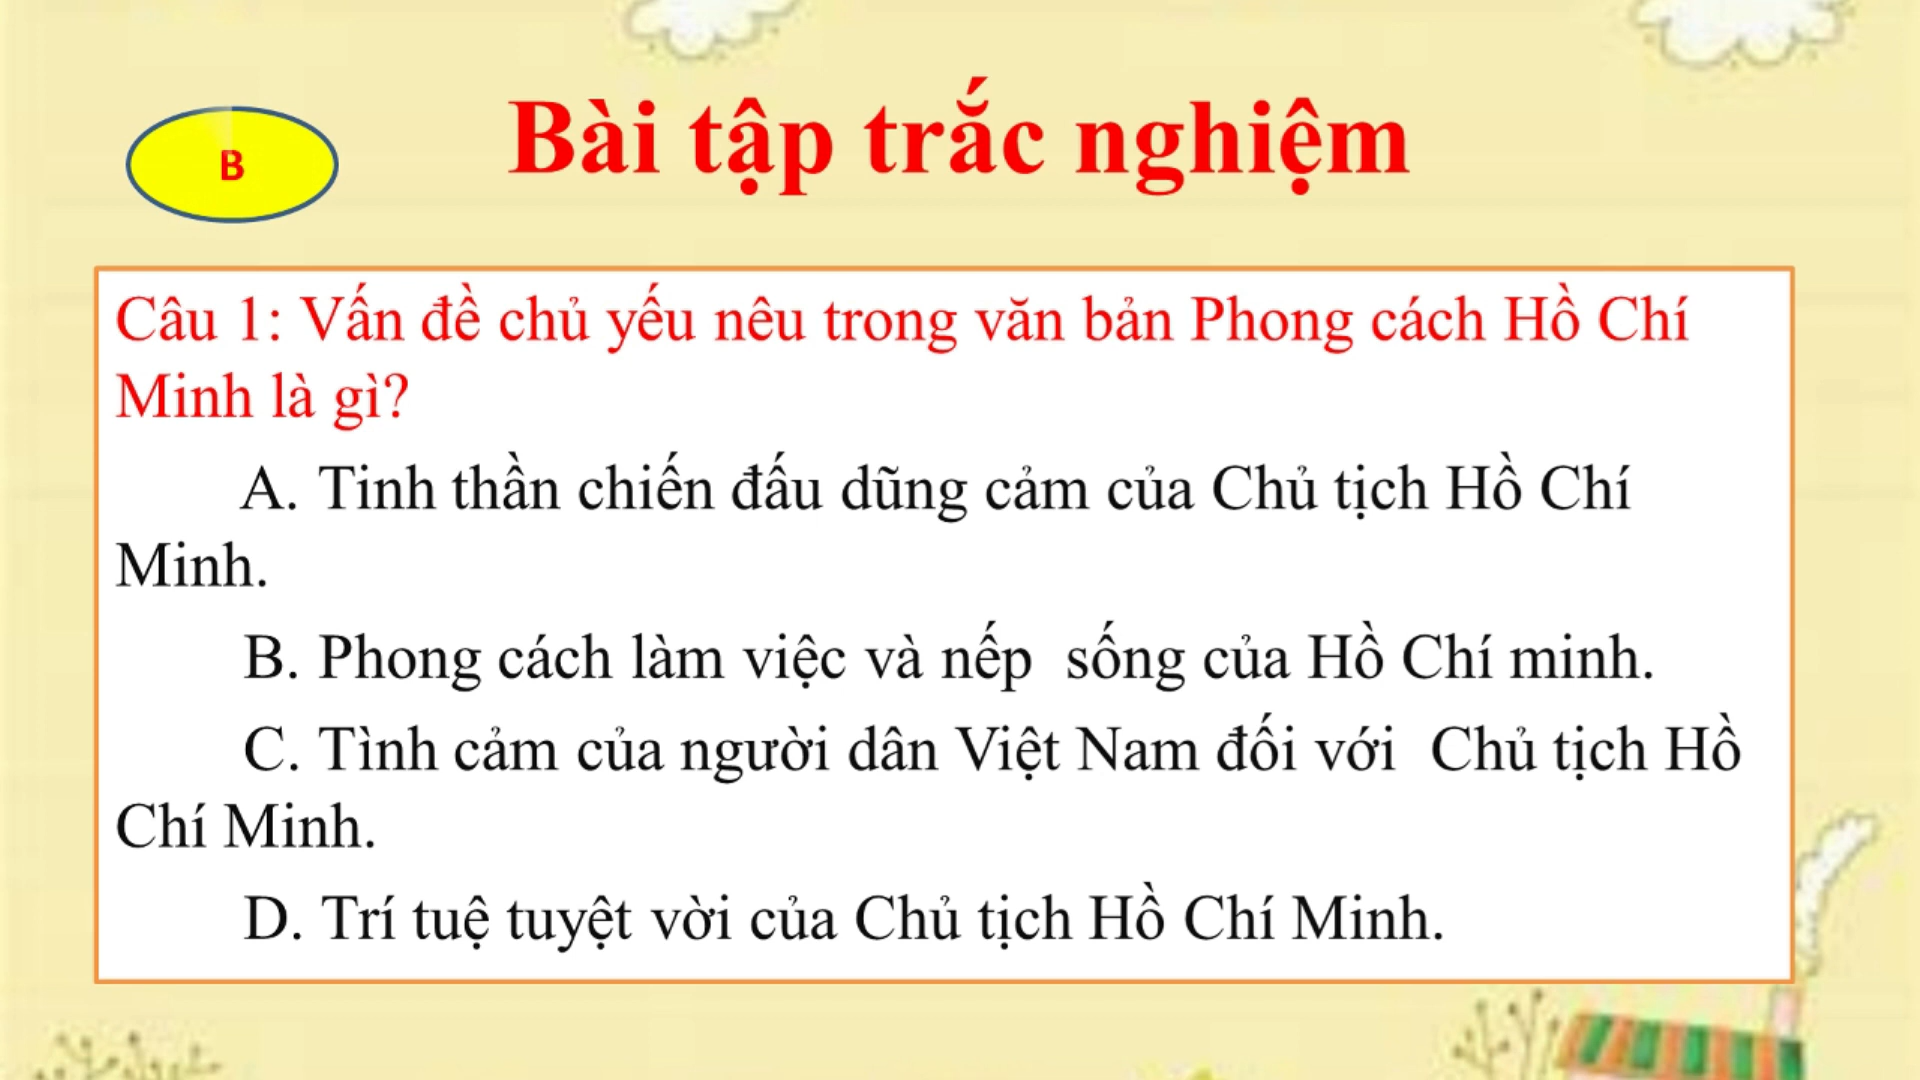 Bài tập trắc nghiệm
B
Câu 1: Vấn đề chủ yếu nêu trong văn bản Phong cách Hồ Chí
Minh là gì?
A. Tinh thần chiến đấu dũng cảm của Chủ tịch Hồ Chí
Minh.
B. Phong cách làm việc và nếp sống của Hồ Chí minh.
C. Tình cảm của người dân Việt Nam đối với Chủ tịch Hồ
Chí Minh.
D. Trí tuệ tuyệt vời của Chủ tịch Hồ Chí Minh.